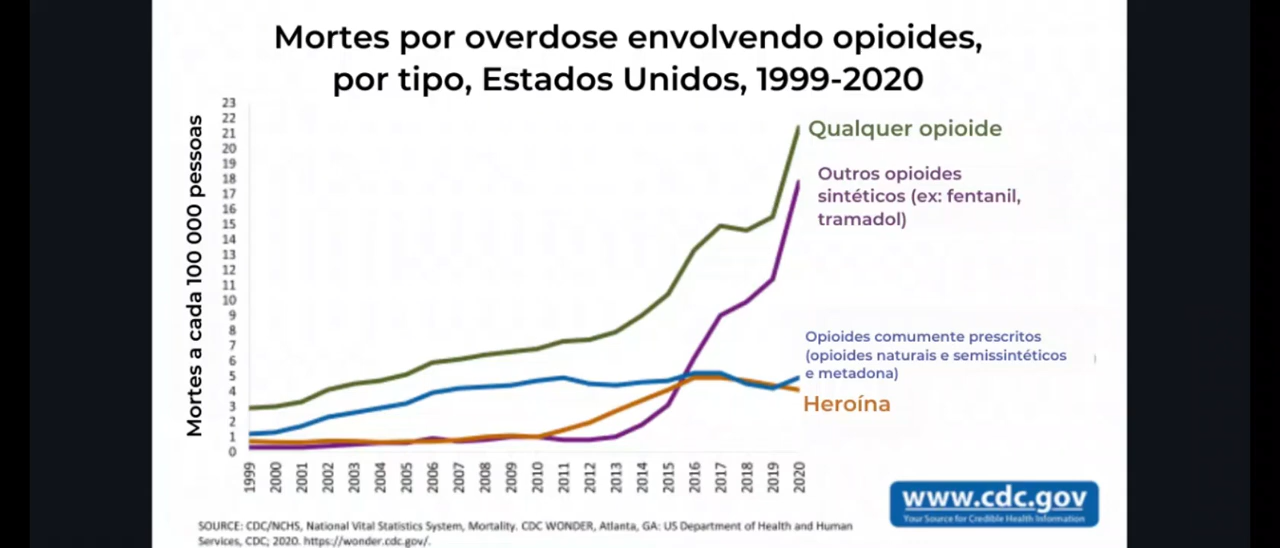 Mortes por overdose envolvendo opioides,
por tipo, Estados Unidos, 1999-2020
Mortes a cada 100 000 pessoas
23
22
21
20
19
18
17
16
15
14
13
12
11
10
9
8
7
6
5
4
3
2
1
0
Qualquer opioide
Outros opioides
sintéticos (ex: fentanil,
tramadol)
Opioides comumente prescritos
(opioides naturais e semissintéticos
e metadona)
Heroína
1999 2000 2001 2002 2003 2004 2005 2006 2007 2008 2009 2010 2011 2012 2013 2014 2015 2016 2017 2018 2019 2020
www.cdc.gov
Your Source for Credible Health Information
SOURCE: CDC/NCHS, National Vital Statistics System, Mortality. CDC WONDER, Atlanta, GA: US Department of Health and Human
Services, CDC; 2020. https://wonder.cdc.gov/.